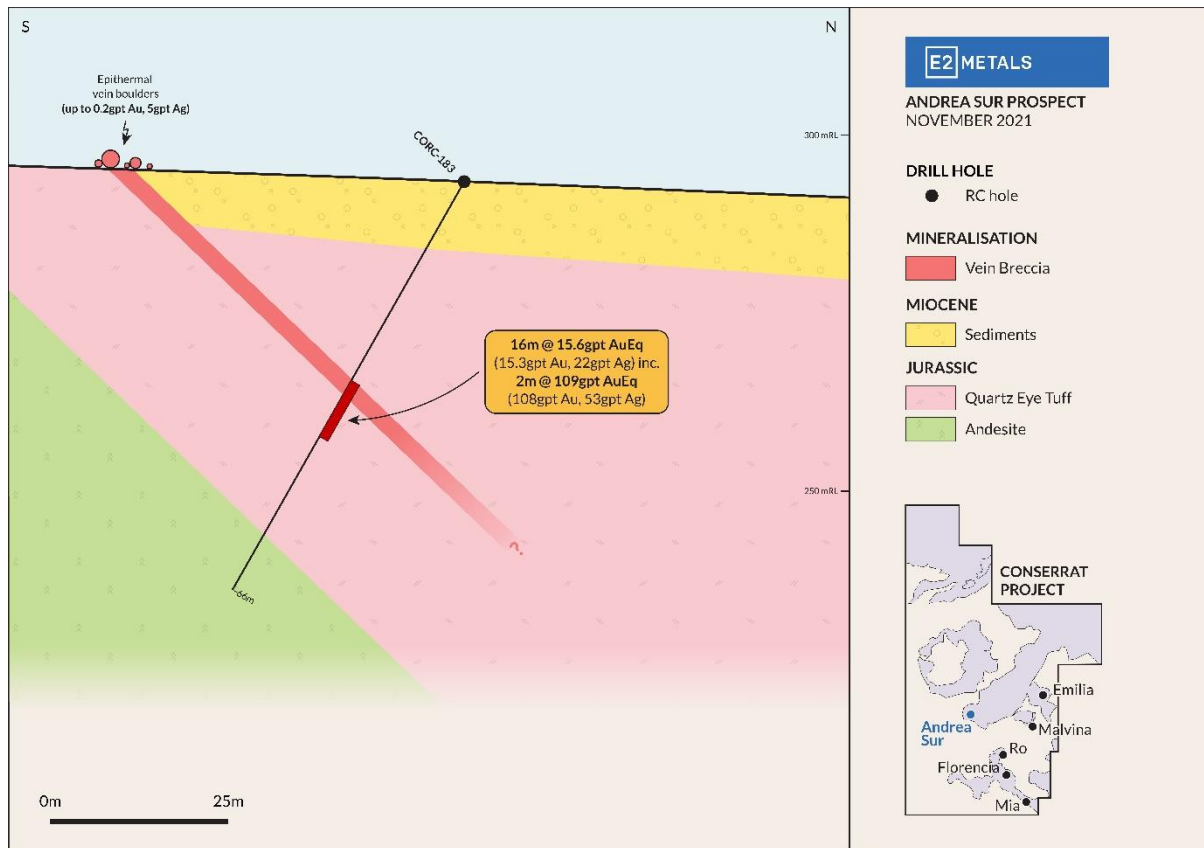 S
N
Epithermal
vein boulders
(up to 0.2gpt Au, 5gpt Ag)
CORC-183
300 mRL
16m @ 15.6gpt AuEq
(15.3gpt Au, 22gpt Ag) inc.
2m @ 109gpt AuEq
(108gpt Au, 53gpt Ag)
250 mRL
?
-66m
0m
25m
E2 METALS
ANDREA SUR PROSPECT
NOVEMBER 2021
DRILL HOLE
RC hole
MINERALISATION
Vein Breccia
MIOCENE
Sediments
JURASSIC
Quartz Eye Tuff
Andesite
CONSERRAT
PROJECT
Emilia
Andrea
Sur
Malvina
Ro
Florencia
Mia